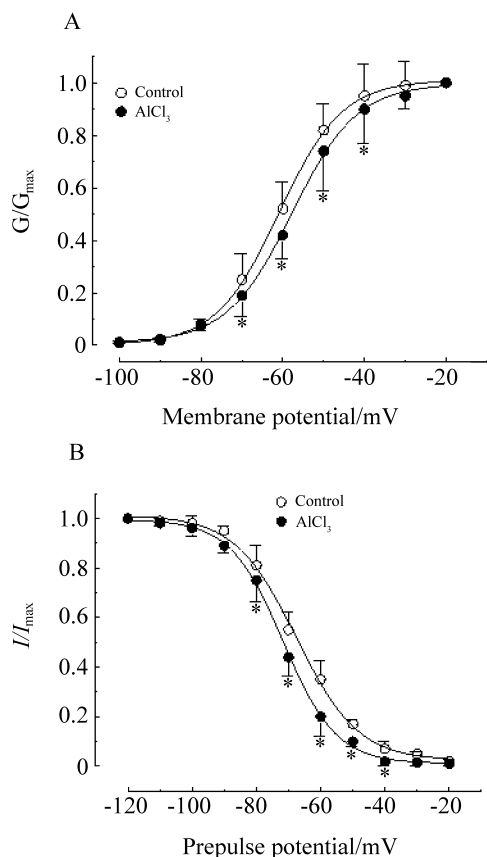 A
Control
AlCl₃
G/Gmax
1.0
0.8
0.6
0.4
0.2
0
* * * *
-100 -80 -60 -40 -20
Membrane potential/mV
B
Control
AlCl₃
I/Imax
1.0
0.8
0.6
0.4
0.2
0
* * * * *
-120 -100 -80 -60 -40 -20
Prepulse potential/mV